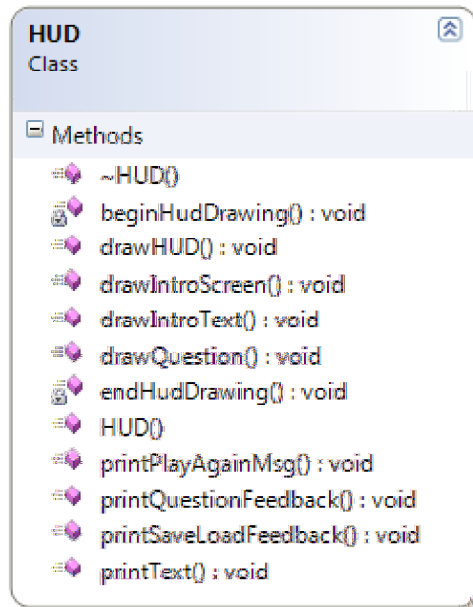 HUD
Class
Methods
~HUD()
beginHudDrawing() : void
drawHUD() : void
drawIntroScreen() : void
drawIntroText() : void
drawQuestion() : void
endHudDrawing() : void
HUD()
printPlayAgainMsg() : void
printQuestionFeedback() : void
printSaveLoadFeedback() : void
printText() : void